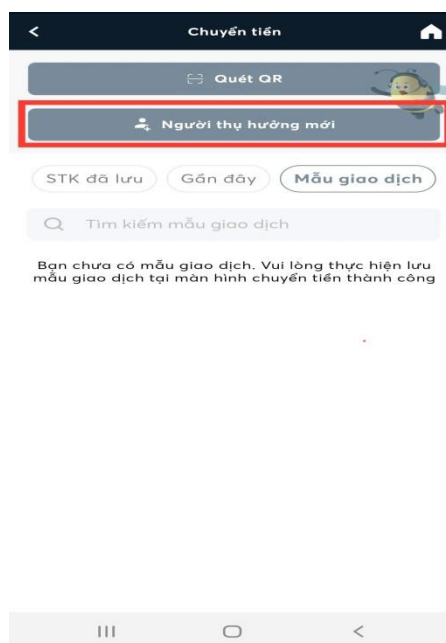 Chuyển tiền
Quét QR
Người thụ hưởng mới
STK đã lưu
Gần đây
Mẫu giao dịch
Tìm kiếm mẫu giao dịch
Bạn chưa có mẫu giao dịch. Vui lòng thực hiện lưu
mẫu giao dịch tại màn hình chuyển tiền thành công